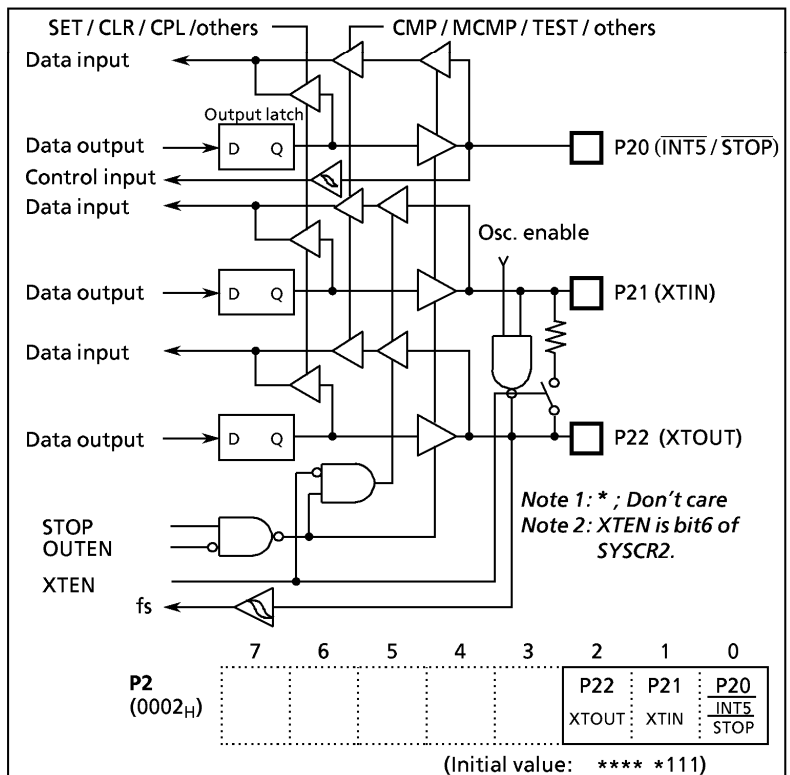 SET / CLR / CPL /others
CMP / MCMP / TEST / others
Data input
Output latch
Data output
D Q
P20 (INT5 / STOP)
Control input
Data input
Osc. enable
Data output
D Q
P21 (XTIN)
Data input
Data output
D Q
P22 (XTOUT)
Note 1: * ; Don't care
Note 2: XTEN is bit6 of
SYSCR2.
STOP
OUTEN
XTEN
fs
7 6 5 4 3 2 1 0
P2
(0002H)
P22 P21 P20
XTOUT XTIN INT5
STOP
(Initial value: **** *111)